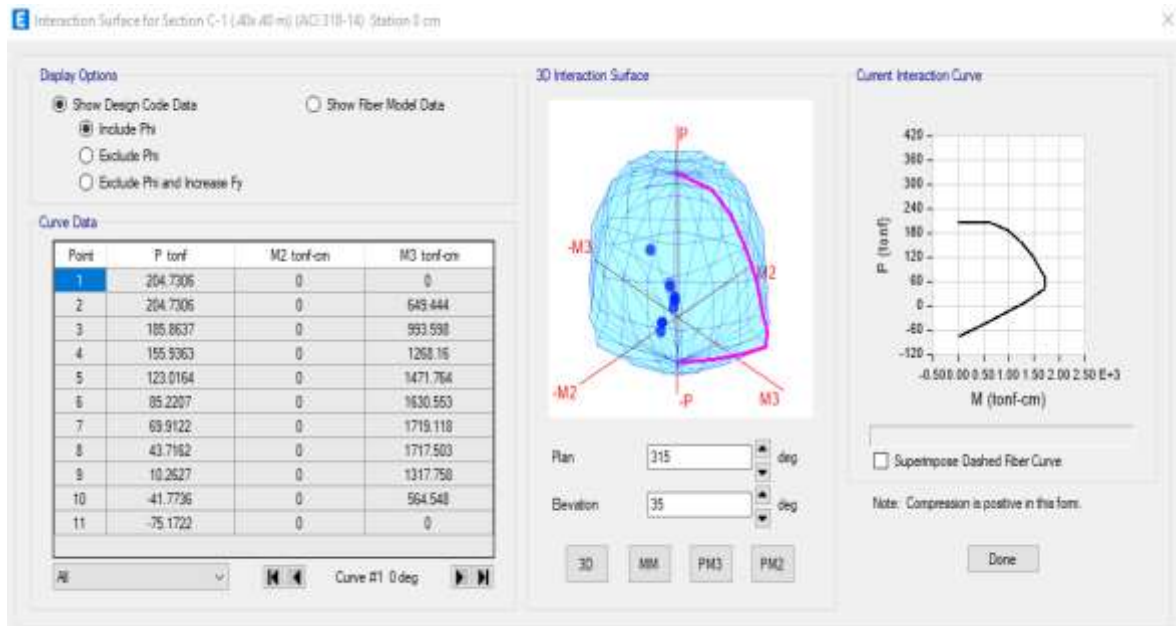 Interaction Surface for Section C-1 (.40x.40 m) (ACI 318-14) Station 0 cm
Display Options
Show Design Code Data
Show Fiber Model Data
Include Phi
Exclude Phi
Exclude Phi and Increase Fy
Curve Data
Point P tonf M2 tonf-cm M3 tonf-cm
1 204.7306 0 0
2 204.7306 0 649.444
3 185.8637 0 993.598
4 155.9363 0 1268.16
5 123.0164 0 1471.764
6 85.2207 0 1630.553
7 69.9122 0 1719.118
8 43.7162 0 1717.503
9 10.2627 0 1317.758
10 -41.7736 0 564.548
11 -75.1722 0 0
All
Curve #1 0 deg
3D Interaction Surface
P
-M3
M2
-M2
-P
M3
Plan 315 deg
Elevation 35 deg
3D MM PM3 PM2
Current Interaction Curve
P (tonf)
420
360
300
240
180
120
60
0
-60
-120
-0.50 0.00 0.50 1.00 1.50 2.00 2.50 E+3
M (tonf-cm)
Superimpose Dashed Fiber Curve
Note: Compression is positive in this form.
Done